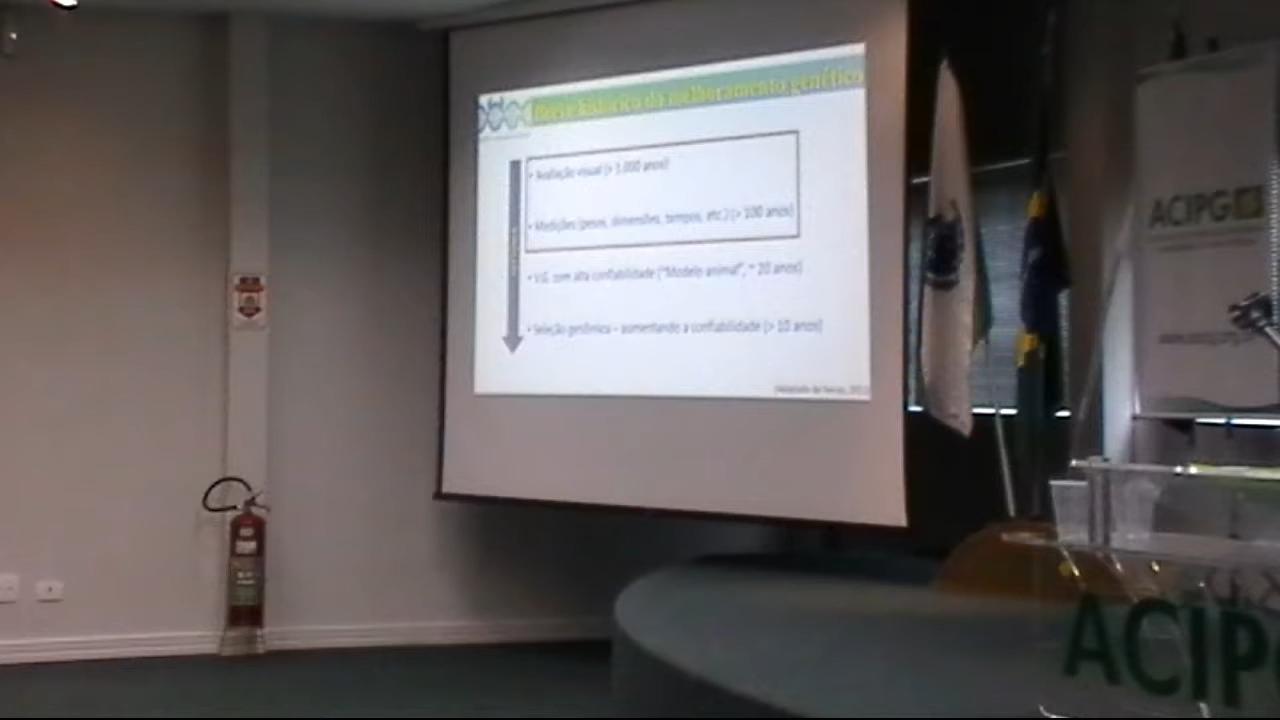 Breve histórico do melhoramento genético
• Avaliação visual (> 1.000 anos)
• Medições (pesos, dimensões, tempos, etc.) (> 100 anos)
• V.G. com alta confiabilidade ("Modelo animal", ~ 20 anos)
• Seleção genômica – aumentando a confiabilidade (> 10 anos)
ACIPG
ACIPG